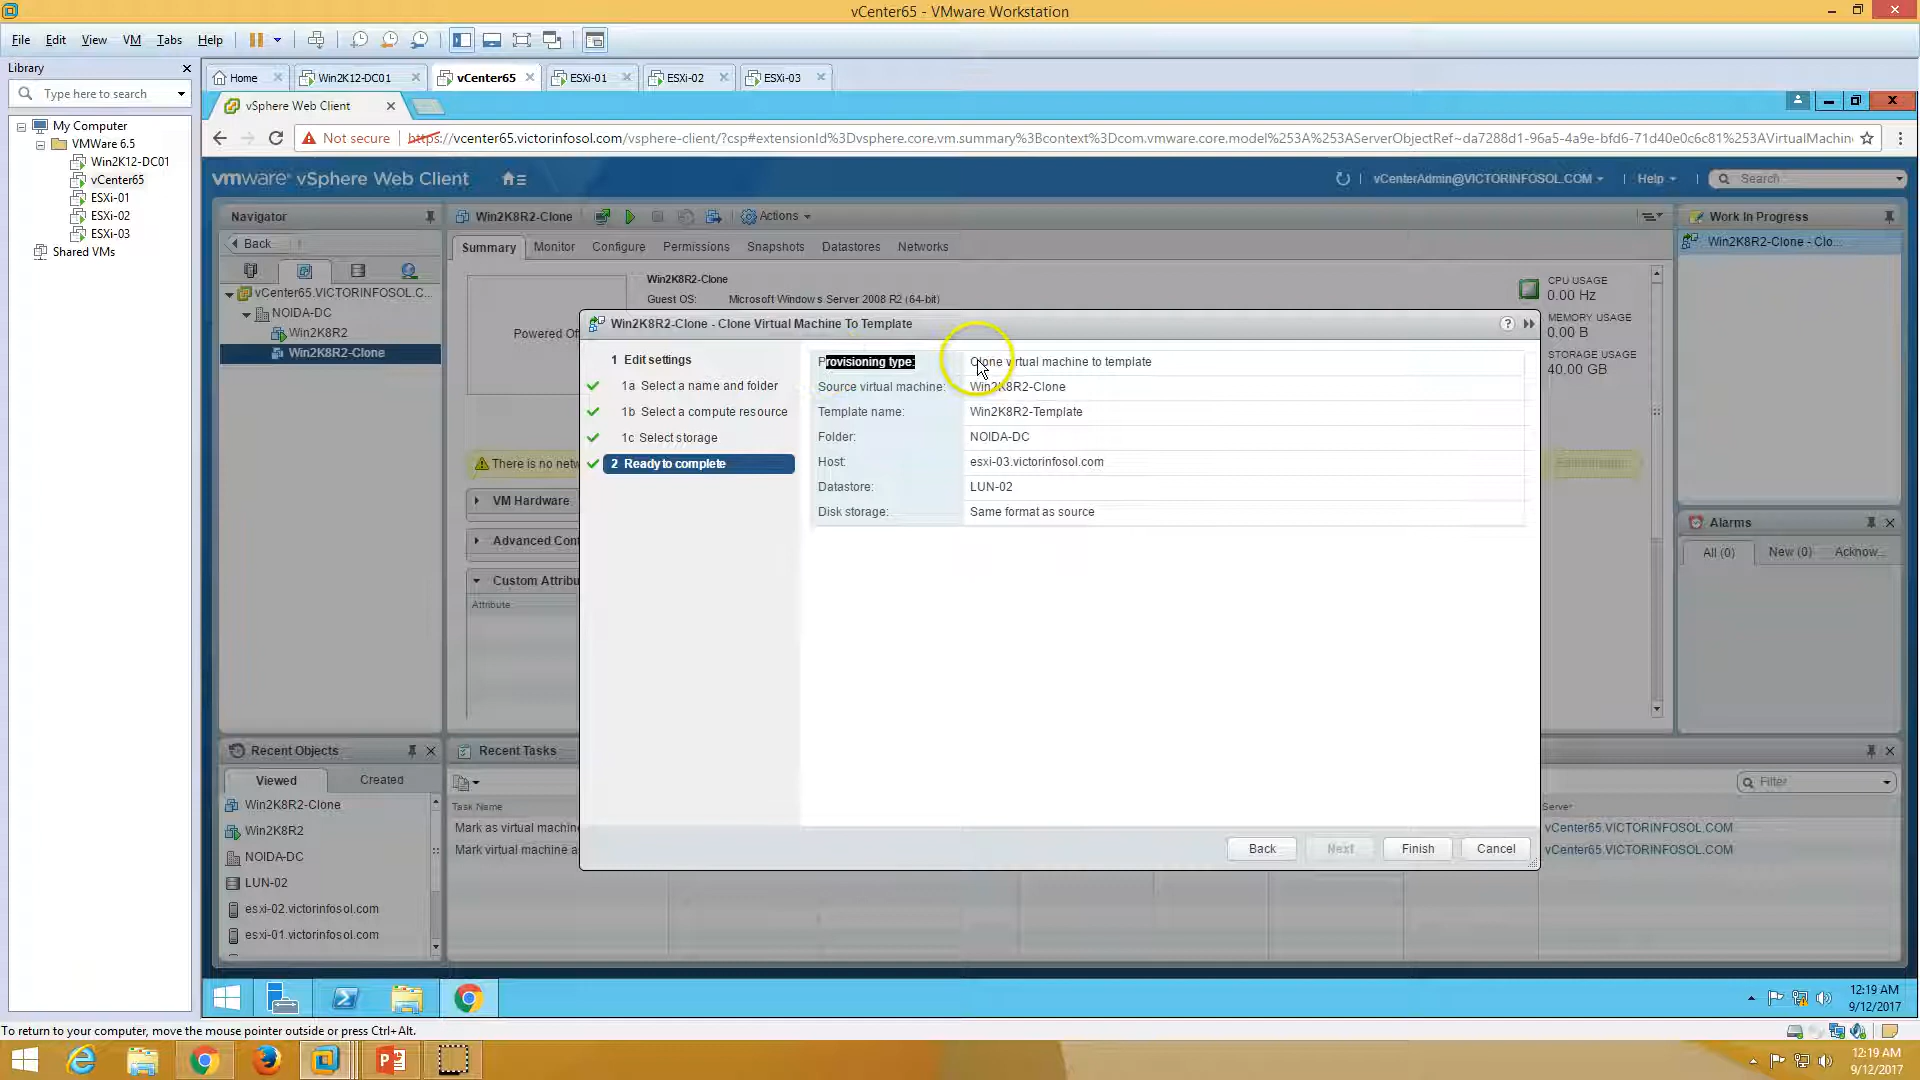 vCenter65 - VMware Workstation
File Edit View VM Tabs Help
Library
Type here to search
My Computer
VMWare 6.5
Win2K12-DC01
vCenter65
ESXi-01
ESXi-02
ESXi-03
Shared VMs
Home Win2K12-DC01 vCenter65 ESXi-01 ESXi-02 ESXi-03
vSphere Web Client
Not secure https://vcenter65.victorinfosol.com/vsphere-client/?csp#extensionId%3Dvsphere.core.vm.summary%3Bcontext%3Dcom.vmware.core.model%253A%253AServerObjectRef~da7288d1-96a5-4a9e-bfd6-71d40e0c6c81%253AVirtualMachin
vmware® vSphere Web Client
vCenterAdmin@VICTORINFOSOL.COM Help Search
Navigator
Back
vCenter65.VICTORINFOSOL.C...
NOIDA-DC
Win2K8R2
Win2K8R2-Clone
Win2K8R2-Clone Actions
Summary Monitor Configure Permissions Snapshots Datastores Networks
Win2K8R2-Clone
Guest OS: Microsoft Windows Server 2008 R2 (64-bit)
Powered Of
There is no netw
VM Hardware
Advanced Con
Custom Attribu
Attribute
CPU USAGE
0.00 Hz
MEMORY USAGE
0.00 B
STORAGE USAGE
40.00 GB
Work In Progress
Win2K8R2-Clone - Clo...
Alarms
All (0) New (0) Acknow...
Win2K8R2-Clone - Clone Virtual Machine To Template
1 Edit settings
1a Select a name and folder
1b Select a compute resource
1c Select storage
2 Ready to complete
Provisioning type: Clone virtual machine to template
Source virtual machine: Win2K8R2-Clone
Template name: Win2K8R2-Template
Folder: NOIDA-DC
Host: esxi-03.victorinfosol.com
Datastore: LUN-02
Disk storage: Same format as source
Back Next Finish Cancel
Recent Objects
Viewed Created
Win2K8R2-Clone
Win2K8R2
NOIDA-DC
LUN-02
esxi-02.victorinfosol.com
esxi-01.victorinfosol.com
Recent Tasks
Filter
Task Name
Server
Mark as virtual machine vCenter65.VICTORINFOSOL.COM
Mark virtual machine a vCenter65.VICTORINFOSOL.COM
12:19 AM
9/12/2017
To return to your computer, move the mouse pointer outside or press Ctrl+Alt.
12:19 AM
9/12/2017